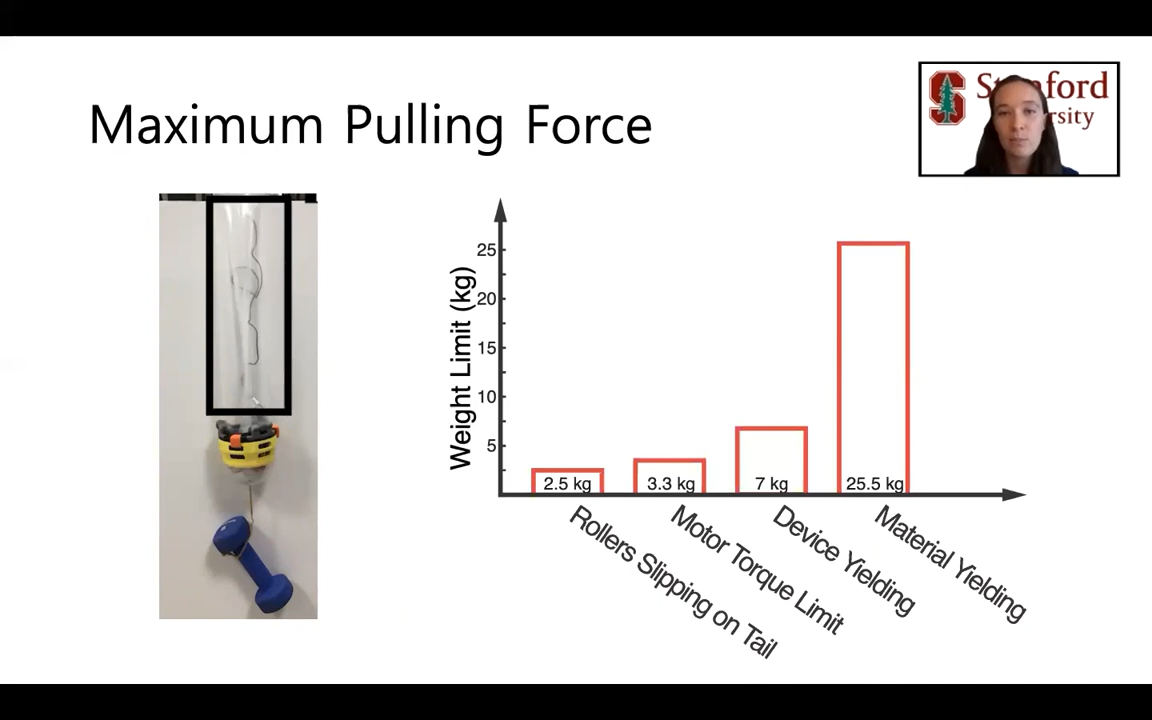 Maximum Pulling Force
Stanford
University
Weight Limit (kg)
25
20
15
10
5
2.5 kg
3.3 kg
7 kg
25.5 kg
Rollers Slipping on Tail
Motor Torque Limit
Device Yielding
Material Yielding